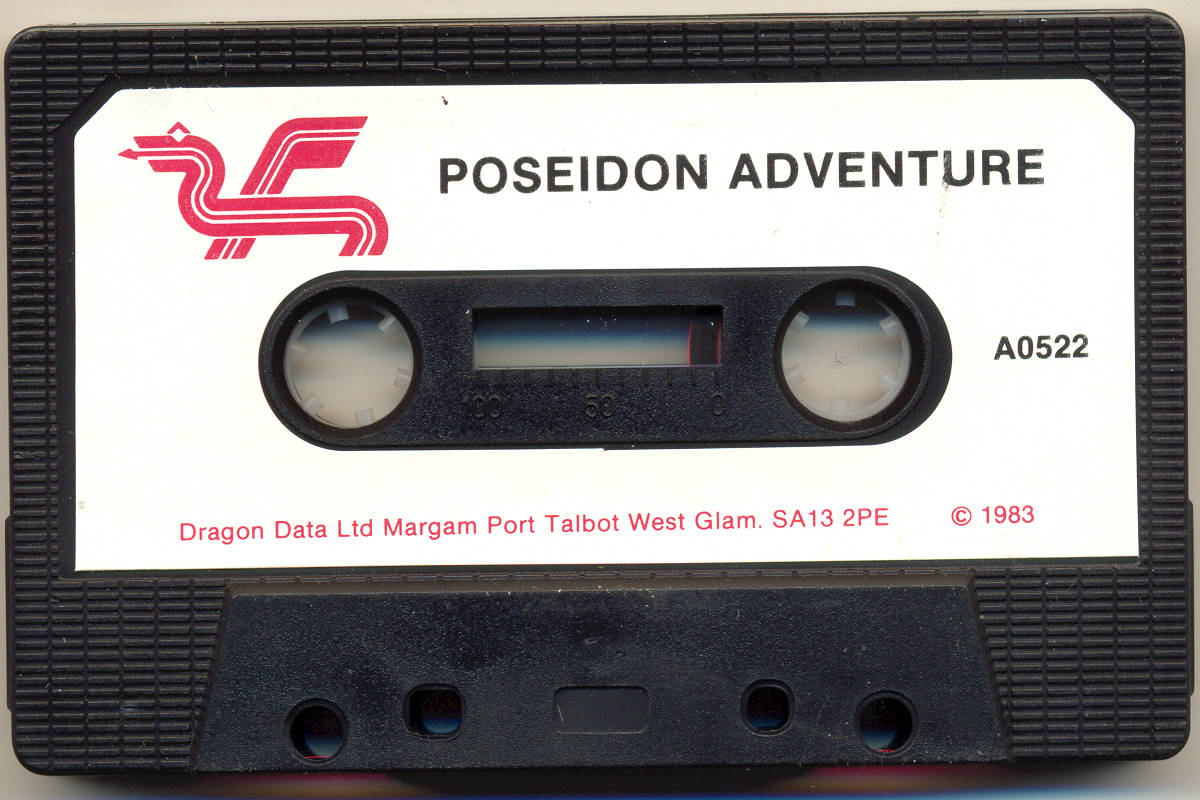 POSEIDON ADVENTURE
A0522
100 50 0
Dragon Data Ltd Margam Port Talbot West Glam. SA13 2PE © 1983